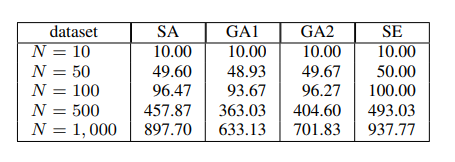 dataset SA GA1 GA2 SE
N = 10 10.00 10.00 10.00 10.00
N = 50 49.60 48.93 49.67 50.00
N = 100 96.47 93.67 96.27 100.00
N = 500 457.87 363.03 404.60 493.03
N = 1, 000 897.70 633.13 701.83 937.77